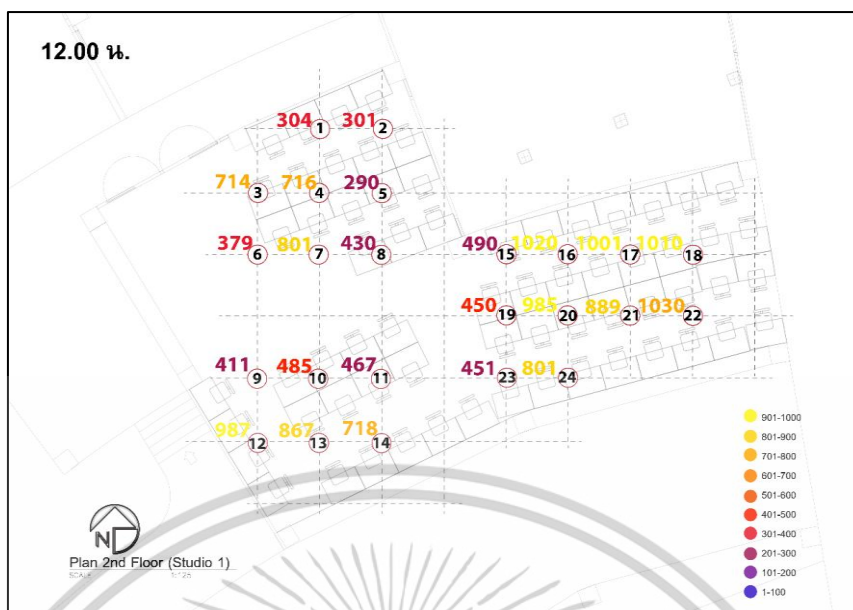 12.00 น.
304 301
1 2
714 716 290
3 4 5
379 801 430 490 1020 1001 1010
6 7 8 15 16 17 18
450 985 889 1030
19 20 21 22
411 485 467 451 801
9 10 11 23 24
987 867 718
12 13 14
901-1000
801-900
701-800
601-700
501-600
401-500
301-400
201-300
101-200
1-100
N
Plan 2nd Floor (Studio 1)
SCALE 1:125